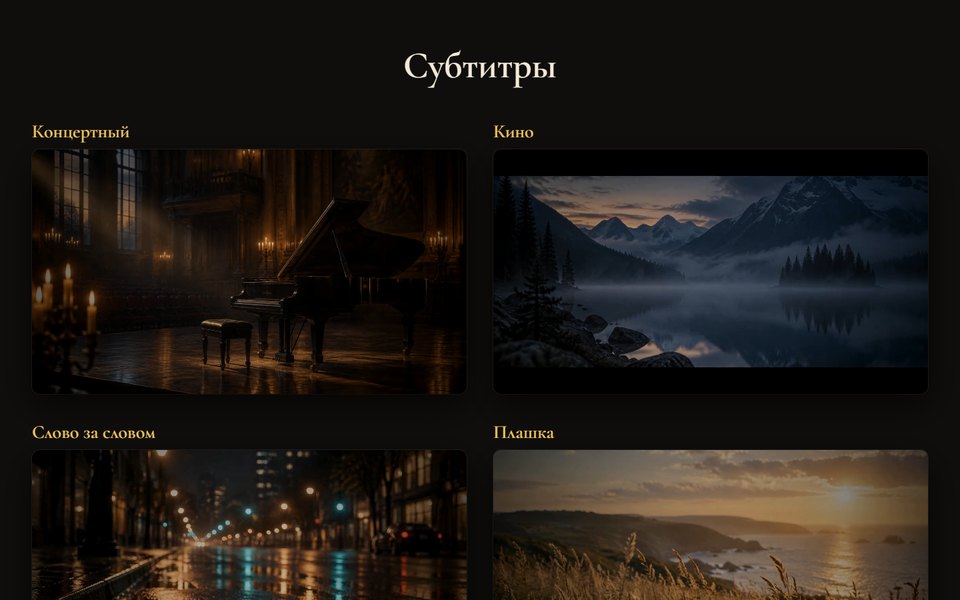 Субтитры
Концертный
Кино
Слово за словом
Плашка